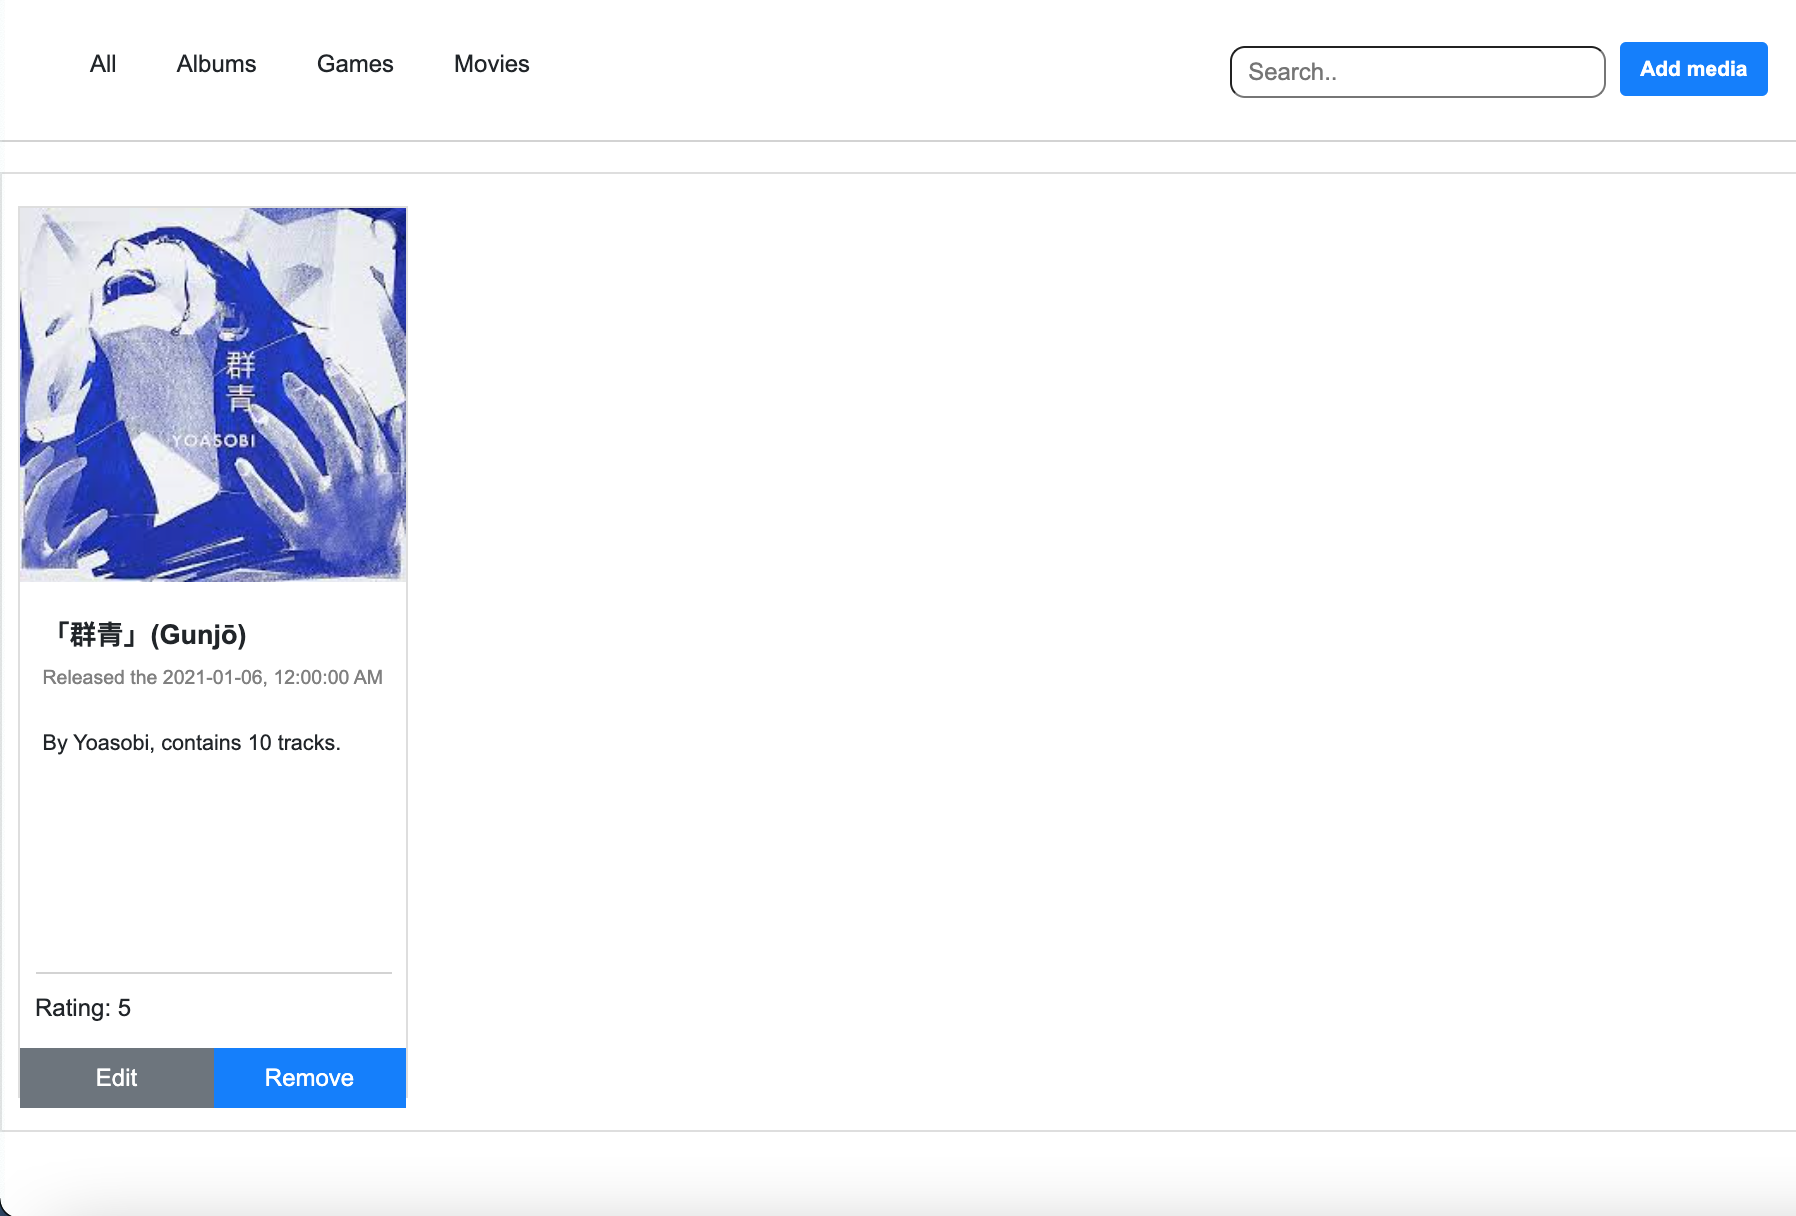 All Albums Games Movies Search.. Add media
群青
YOASOBI
「群青」(Gunjō)
Released the 2021-01-06, 12:00:00 AM
By Yoasobi, contains 10 tracks.
Rating: 5
Edit Remove